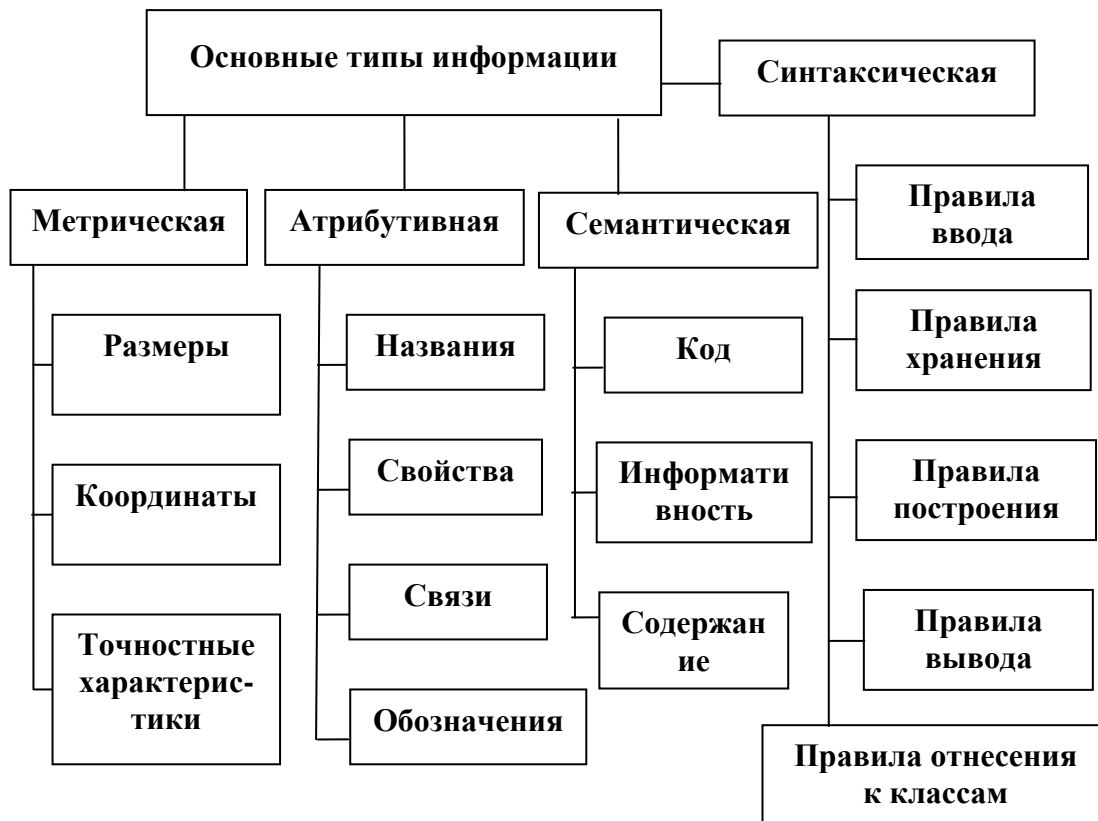 Основные типы информации
Синтаксическая
Метрическая
Атрибутивная
Семантическая
Правила
ввода
Размеры
Названия
Код
Правила
хранения
Координаты
Свойства
Информати
вность
Правила
построения
Точностные
характерис-
тики
Связи
Содержан
ие
Правила
вывода
Обозначения
Правила отнесения
к классам